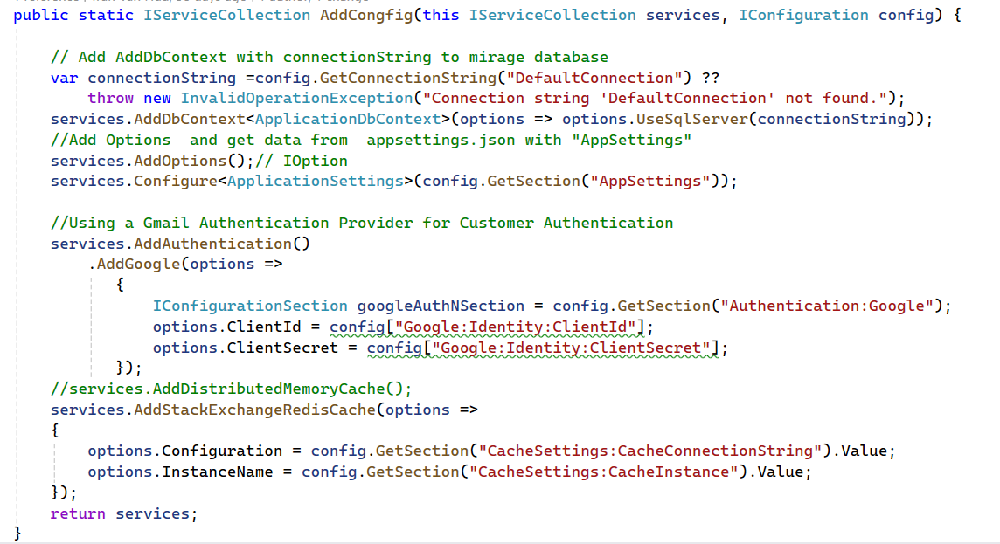 public static IServiceCollection AddCongfig(this IServiceCollection services, IConfiguration config) {
// Add AddDbContext with connectionString to mirage database
var connectionString =config.GetConnectionString("DefaultConnection") ??
throw new InvalidOperationException("Connection string 'DefaultConnection' not found.");
services.AddDbContext<ApplicationDbContext>(options => options.UseSqlServer(connectionString));
//Add Options  and get data from  appsettings.json with "AppSettings"
services.AddOptions();// IOption
services.Configure<ApplicationSettings>(config.GetSection("AppSettings"));
//Using a Gmail Authentication Provider for Customer Authentication
services.AddAuthentication()
.AddGoogle(options =>
{
IConfigurationSection googleAuthNSection = config.GetSection("Authentication:Google");
options.ClientId = config["Google:Identity:ClientId"];
options.ClientSecret = config["Google:Identity:ClientSecret"];
});
//services.AddDistributedMemoryCache();
services.AddStackExchangeRedisCache(options =>
{
options.Configuration = config.GetSection("CacheSettings:CacheConnectionString").Value;
options.InstanceName = config.GetSection("CacheSettings:CacheInstance").Value;
});
return services;
}